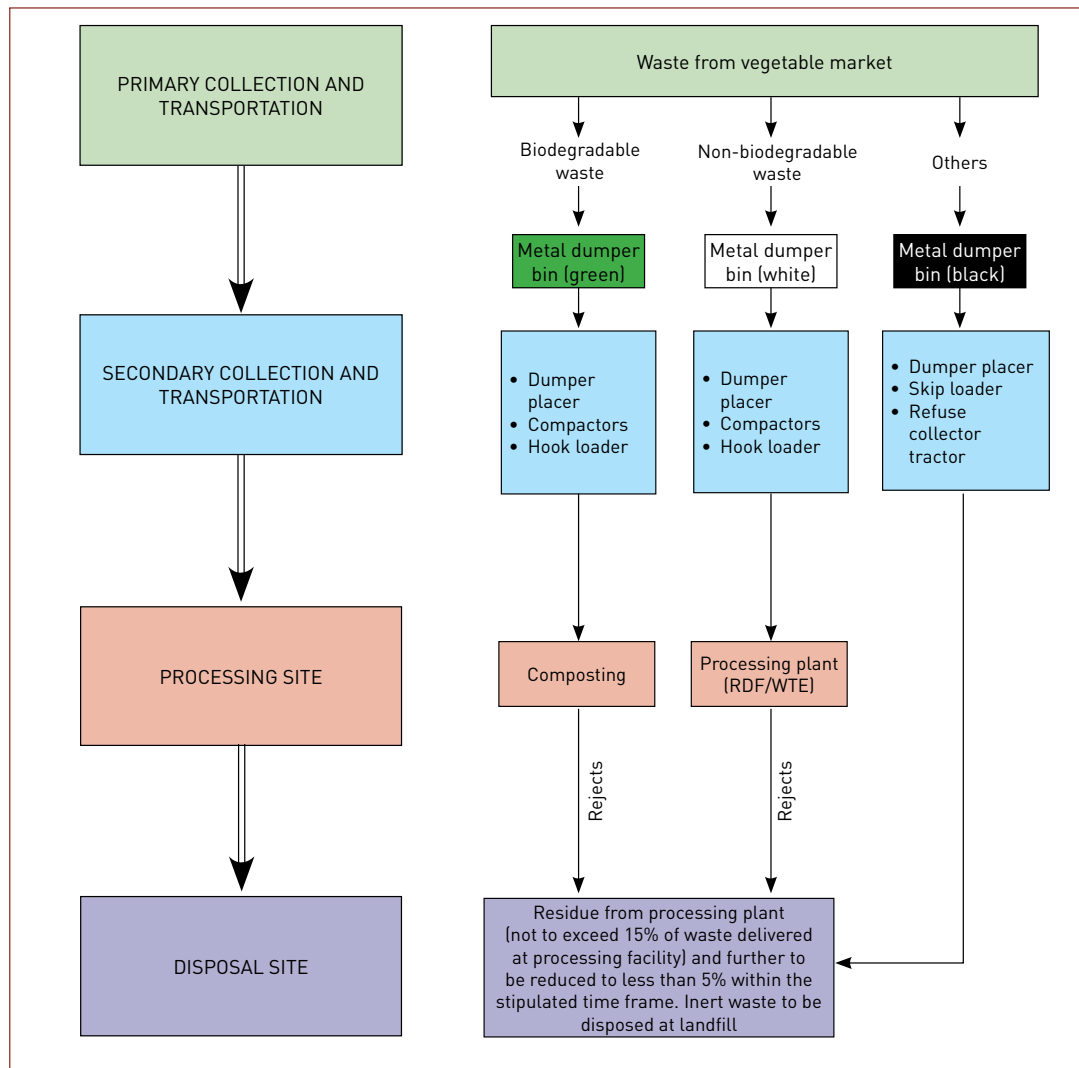 PRIMARY COLLECTION AND
TRANSPORTATION
SECONDARY COLLECTION AND
TRANSPORTATION
PROCESSING SITE
DISPOSAL SITE
Waste from vegetable market
Biodegradable
waste
Non-biodegradable
waste
Others
Metal dumper
bin (green)
Metal dumper
bin (white)
Metal dumper
bin (black)
• Dumper
placer
• Compactors
• Hook loader
• Dumper
placer
• Compactors
• Hook loader
• Dumper placer
• Skip loader
• Refuse
collector
tractor
Composting
Processing plant
(RDF/WTE)
Rejects
Rejects
Residue from processing plant
(not to exceed 15% of waste delivered
at processing facility) and further to
be reduced to less than 5% within the
stipulated time frame. Inert waste to be
disposed at landfill